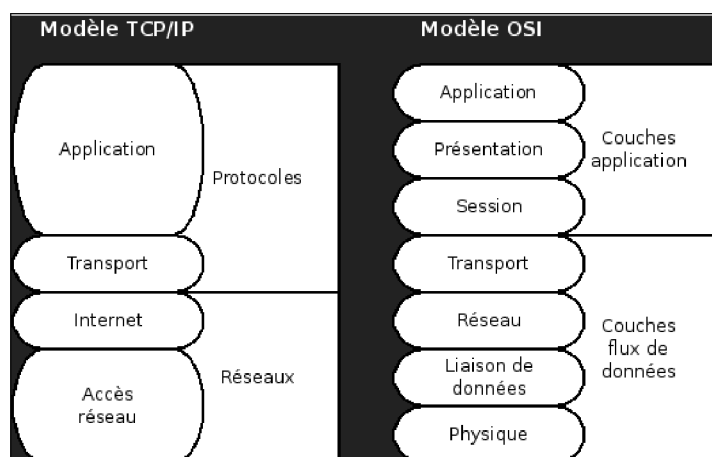 Modèle TCP/IP
Application
Transport
Internet
Accès
réseau
Protocoles
Réseaux
Modèle OSI
Application
Présentation
Session
Transport
Réseau
Liaison de
données
Physique
Couches
application
Couches
flux de
données